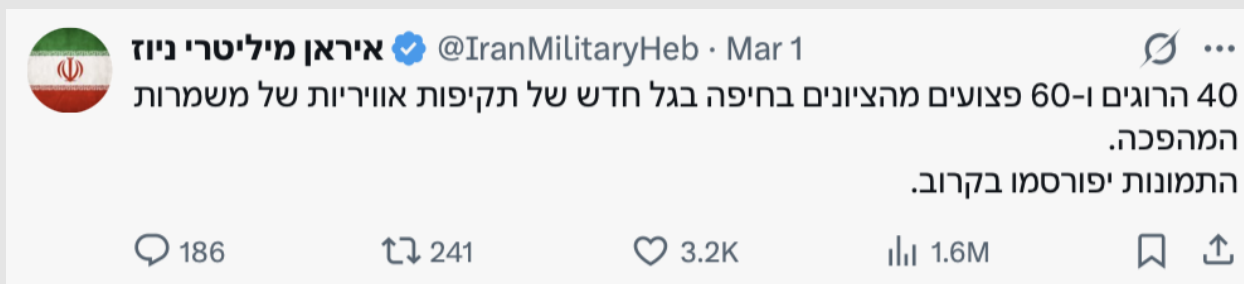 איראן מיליטרי ניוז @IranMilitaryHeb · Mar 1
40 הרוגים ו-60 פצועים מהציונים בחיפה בגל חדש של תקיפות אוויריות של משמרות
המהפכה.
התמונות יפורסמו בקרוב.
186 241 3.2K 1.6M